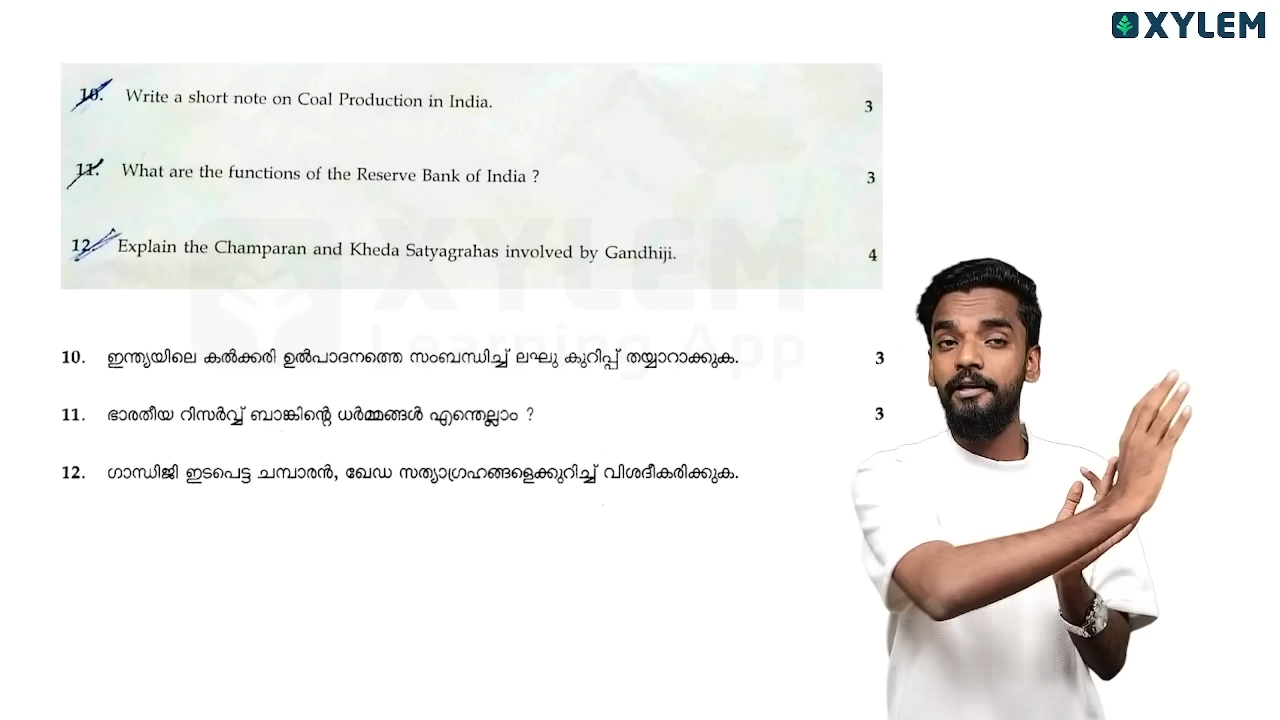 XYLEM
10. Write a short note on Coal Production in India. 3
11. What are the functions of the Reserve Bank of India ? 3
12. Explain the Champaran and Kheda Satyagrahas involved by Gandhiji. 4
XYLEM
Learning App
10. ഇന്ത്യയിലെ കൽക്കരി ഉൽപാദനത്തെ സംബന്ധിച്ച് ലഘു കുറിപ്പ് തയ്യാറാക്കുക. 3
11. ഭാരതീയ റിസർവ്വ് ബാങ്കിന്റെ ധർമ്മങ്ങൾ എന്തെല്ലാം ? 3
12. ഗാന്ധിജി ഇടപെട്ട ചമ്പാരൻ, ഖേഡ സത്യാഗ്രഹങ്ങളെക്കുറിച്ച് വിശദീകരിക്കുക.